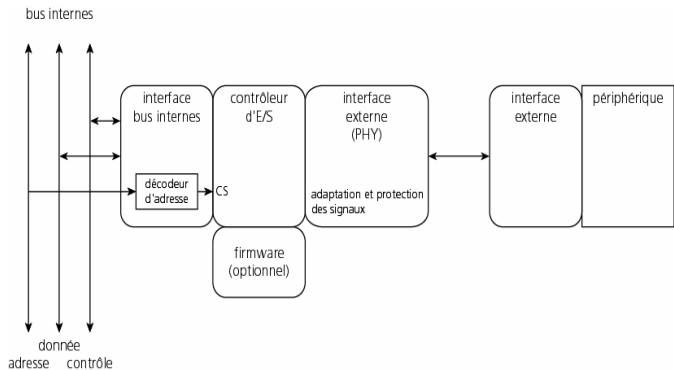 bus internes
interface
bus internes
contrôleur
d'E/S
interface
externe
(PHY)
interface
externe
périphérique
décodeur
d'adresse
CS
adaptation et protection
des signaux
firmware
(optionnel)
donnée
adresse
contrôle